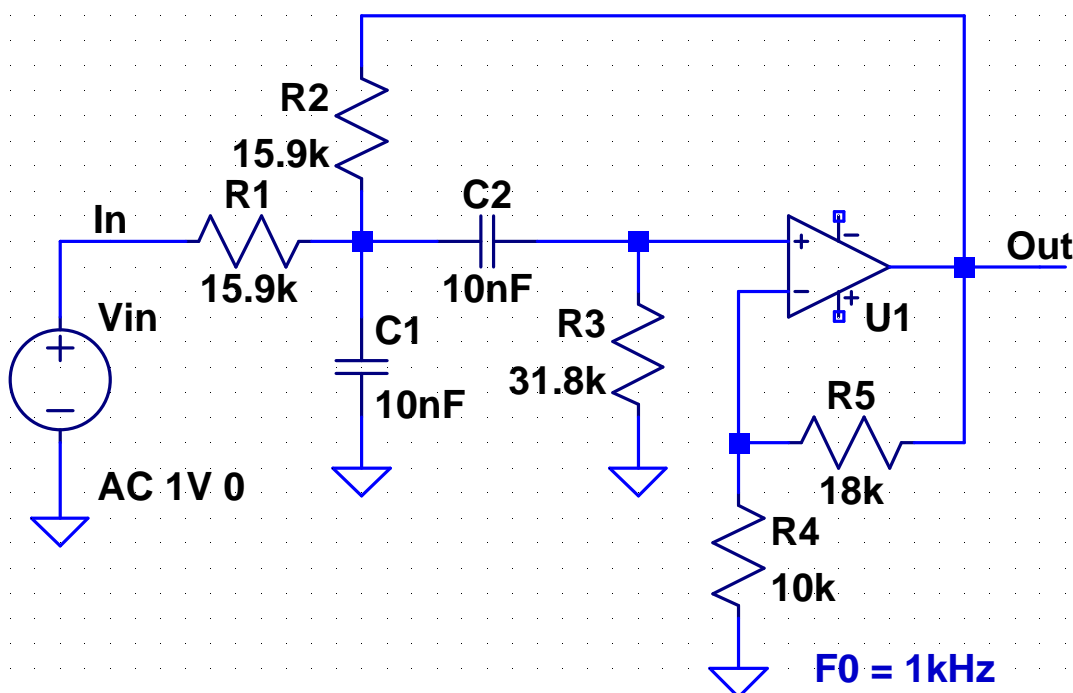 R2
15.9k
R1
C2
In
Out
15.9k
10nF
Vin
C1
R3
U1
10nF
31.8k
R5
AC 1V 0
18k
R4
10k
F0 = 1kHz